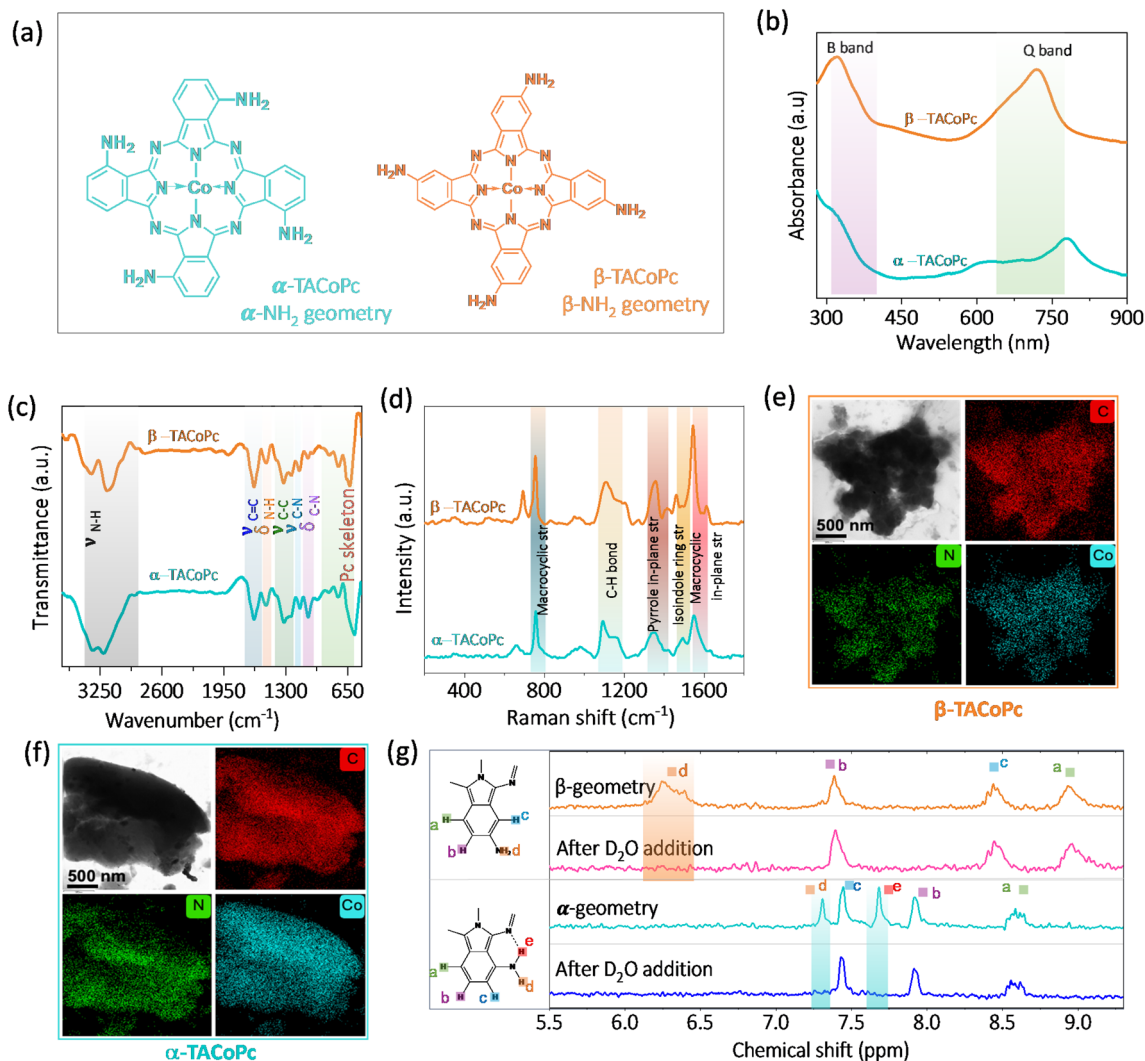 (a)
NH₂
NH₂
N
N
N
N
Co
N
N
N
N
NH₂
H₂N
α-TACoPc
α-NH₂ geometry
NH₂
H₂N
N
N
N
N
Co
N
N
N
N
NH₂
NH₂
β-TACoPc
β-NH₂ geometry
(b)
Absorbance (a.u)
B band
Q band
β –TACoPc
α –TACoPc
300
450
600
750
900
Wavelength (nm)
(c)
Transmittance (a.u.)
β –TACoPc
ν N-H
ν C=C
δ N-H
ν C-C
ν C-N
δ C-N
Pc skeleton
α–TACoPc
3250
2600
1950
1300
650
Wavenumber (cm⁻¹)
(d)
Intensity (a.u.)
β –TACoPc
Macrocyclic str
C-H bond
Pyrrole in-plane str
Isoindole ring str
Macrocyclic
in-plane str
α–TACoPc
400
800
1200
1600
Raman shift (cm⁻¹)
(e)
500 nm
C
N
Co
β-TACoPc
(f)
500 nm
C
N
Co
α-TACoPc
(g)
N
N
a
H
H
c
b
H
NH₂
d
N
N
e
H
a
H
N
H
d
b
H
H
c
β-geometry
d
b
c
a
After D₂O addition
α-geometry
d
c
e
b
a
After D₂O addition
5.5
6.0
6.5
7.0
7.5
8.0
8.5
9.0
Chemical shift (ppm)